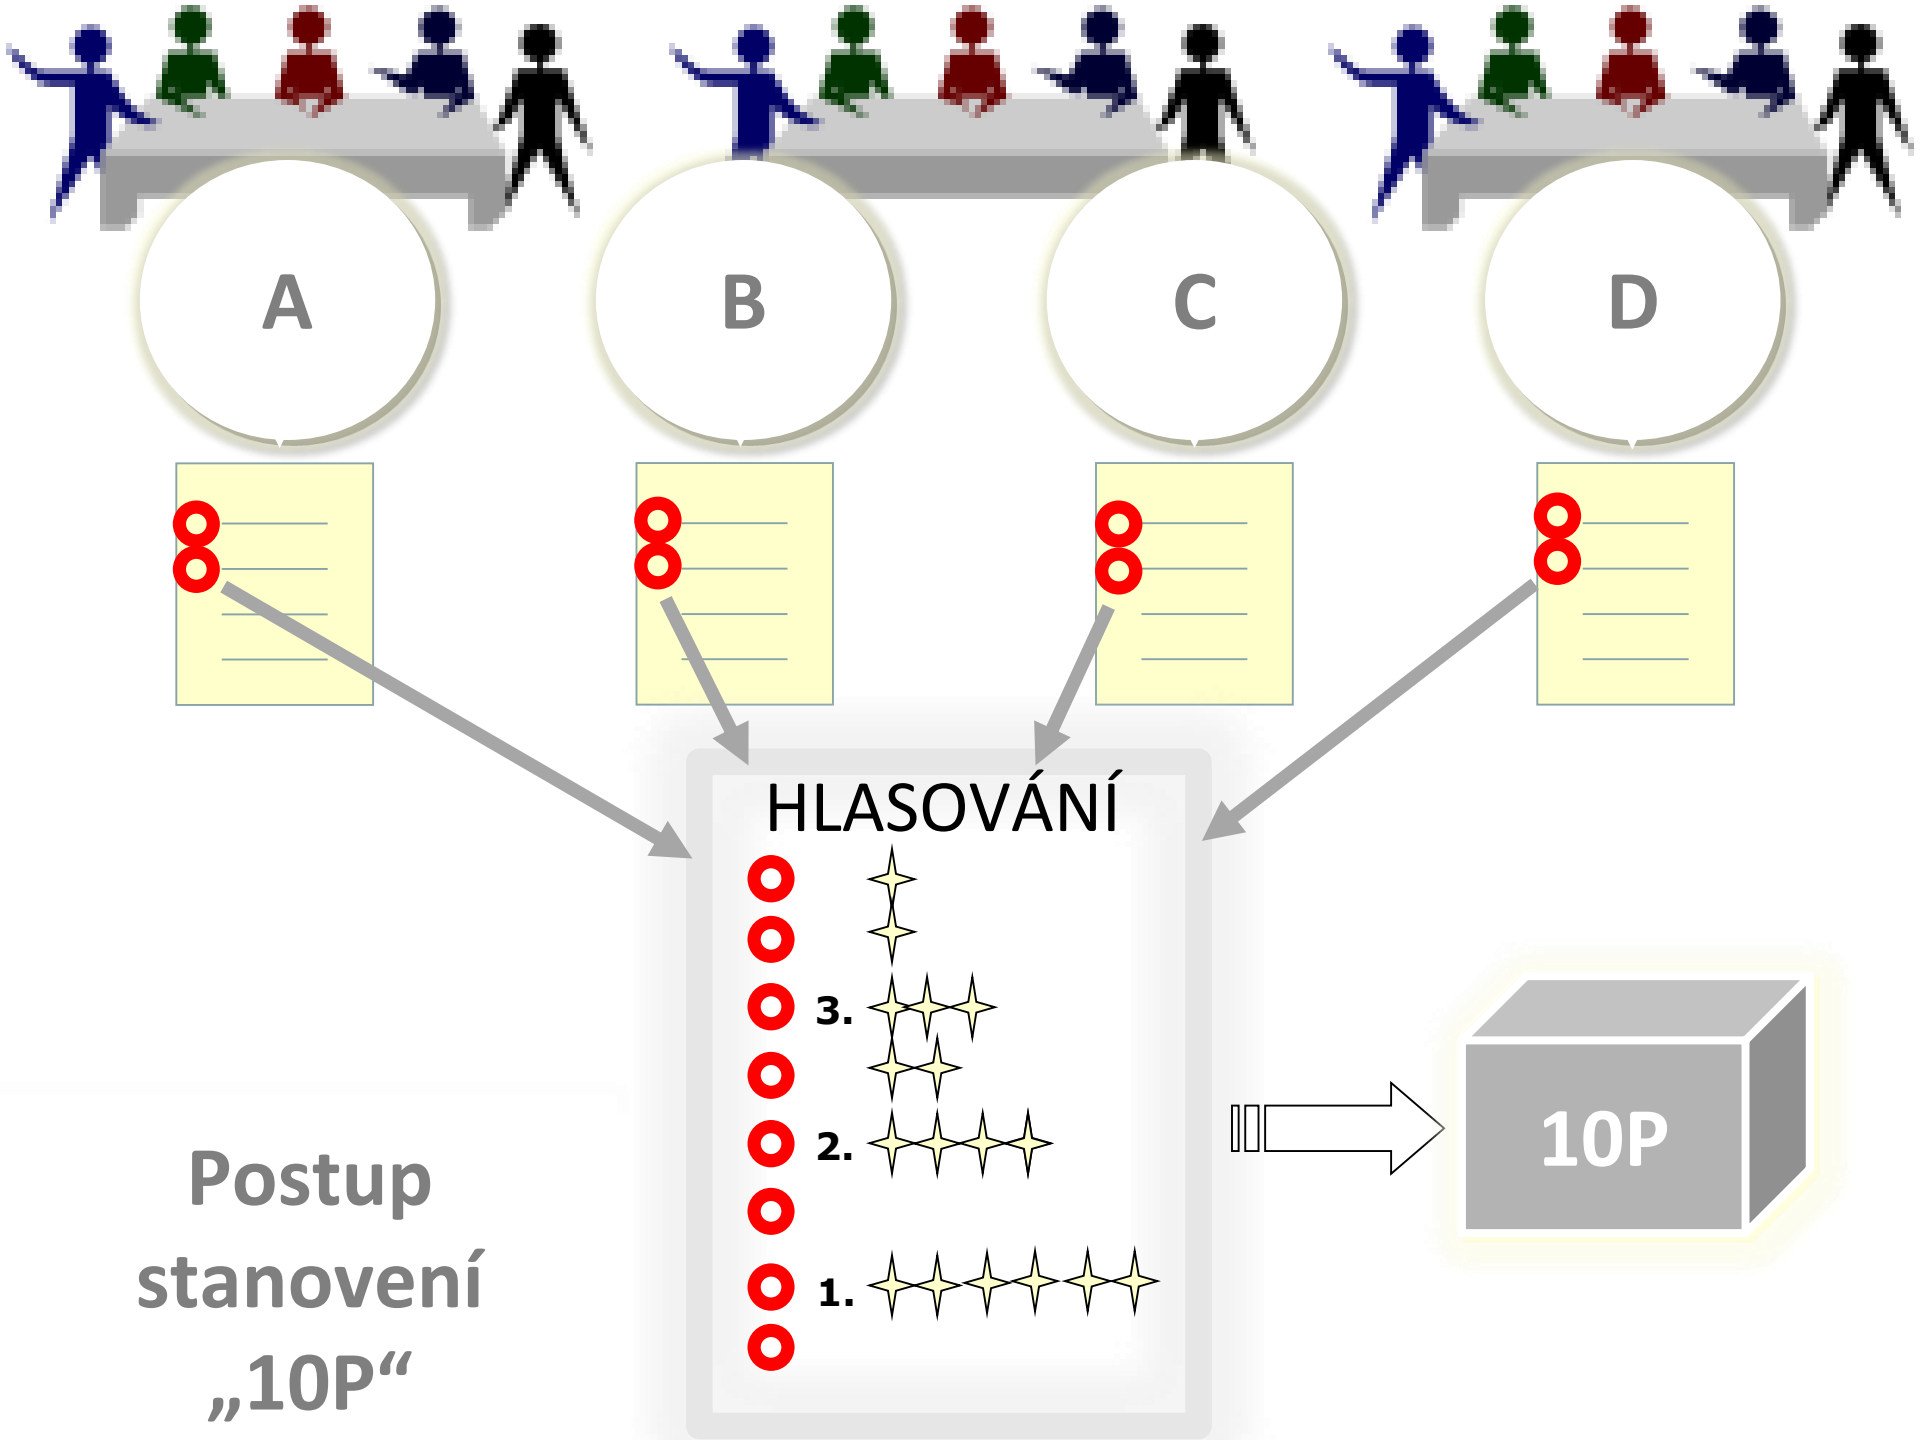 A
B
C
D
HLASOVÁNÍ
3.
2.
1.
10P
Postup
stanovení
„10P“